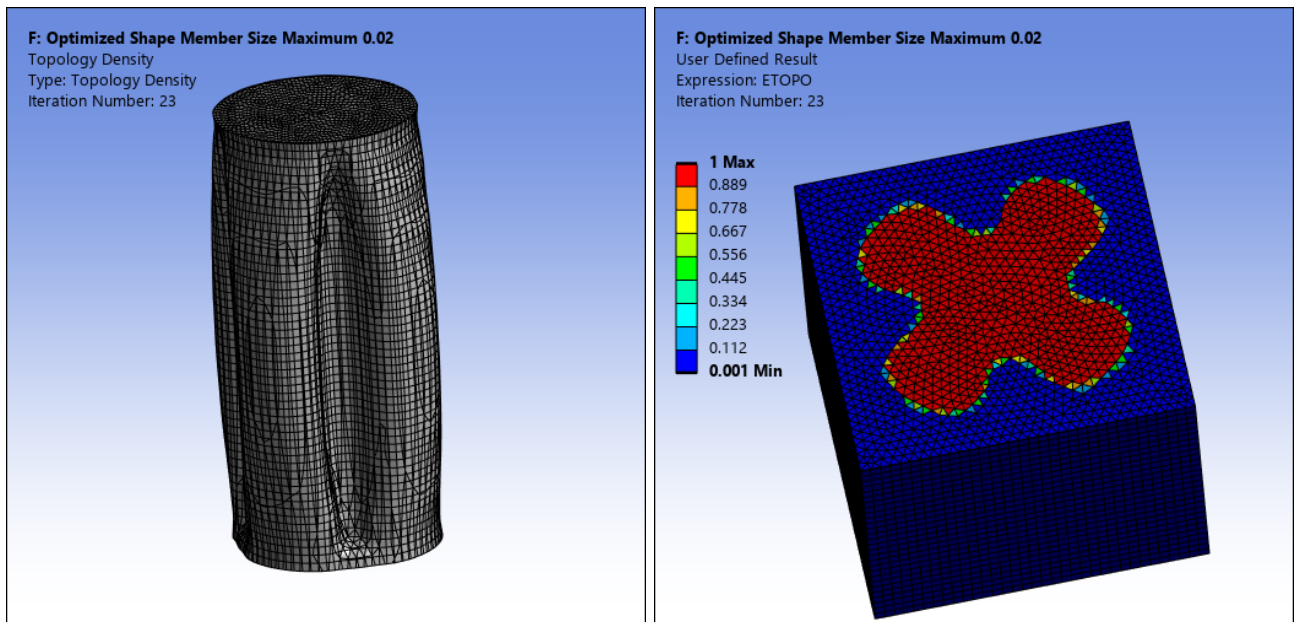 F: Optimized Shape Member Size Maximum 0.02
Topology Density
Type: Topology Density
Iteration Number: 23
F: Optimized Shape Member Size Maximum 0.02
User Defined Result
Expression: ETOPO
Iteration Number: 23
1 Max
0.889
0.778
0.667
0.556
0.445
0.334
0.223
0.112
0.001 Min